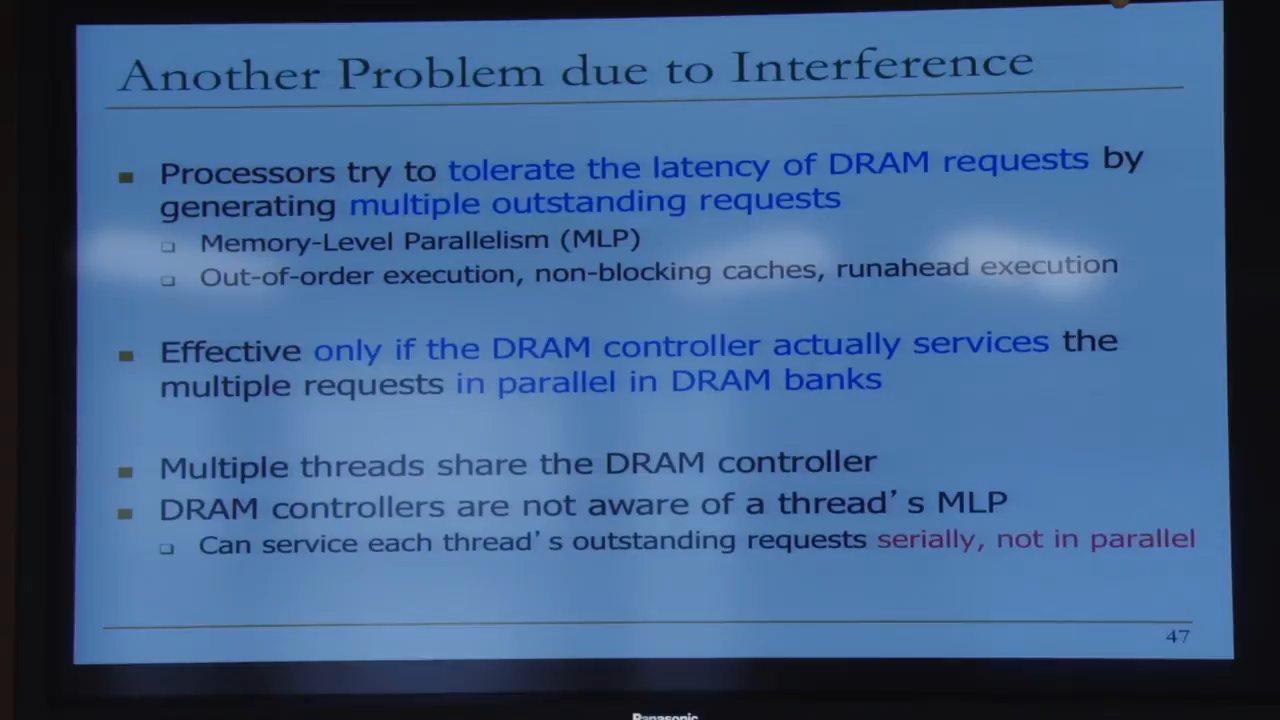 Another Problem due to Interference
Processors try to tolerate the latency of DRAM requests by
generating multiple outstanding requests
Memory-Level Parallelism (MLP)
Out-of-order execution, non-blocking caches, runahead execution
Effective only if the DRAM controller actually services the
multiple requests in parallel in DRAM banks
Multiple threads share the DRAM controller
DRAM controllers are not aware of a thread's MLP
Can service each thread's outstanding requests serially, not in parallel
47
Panasonic